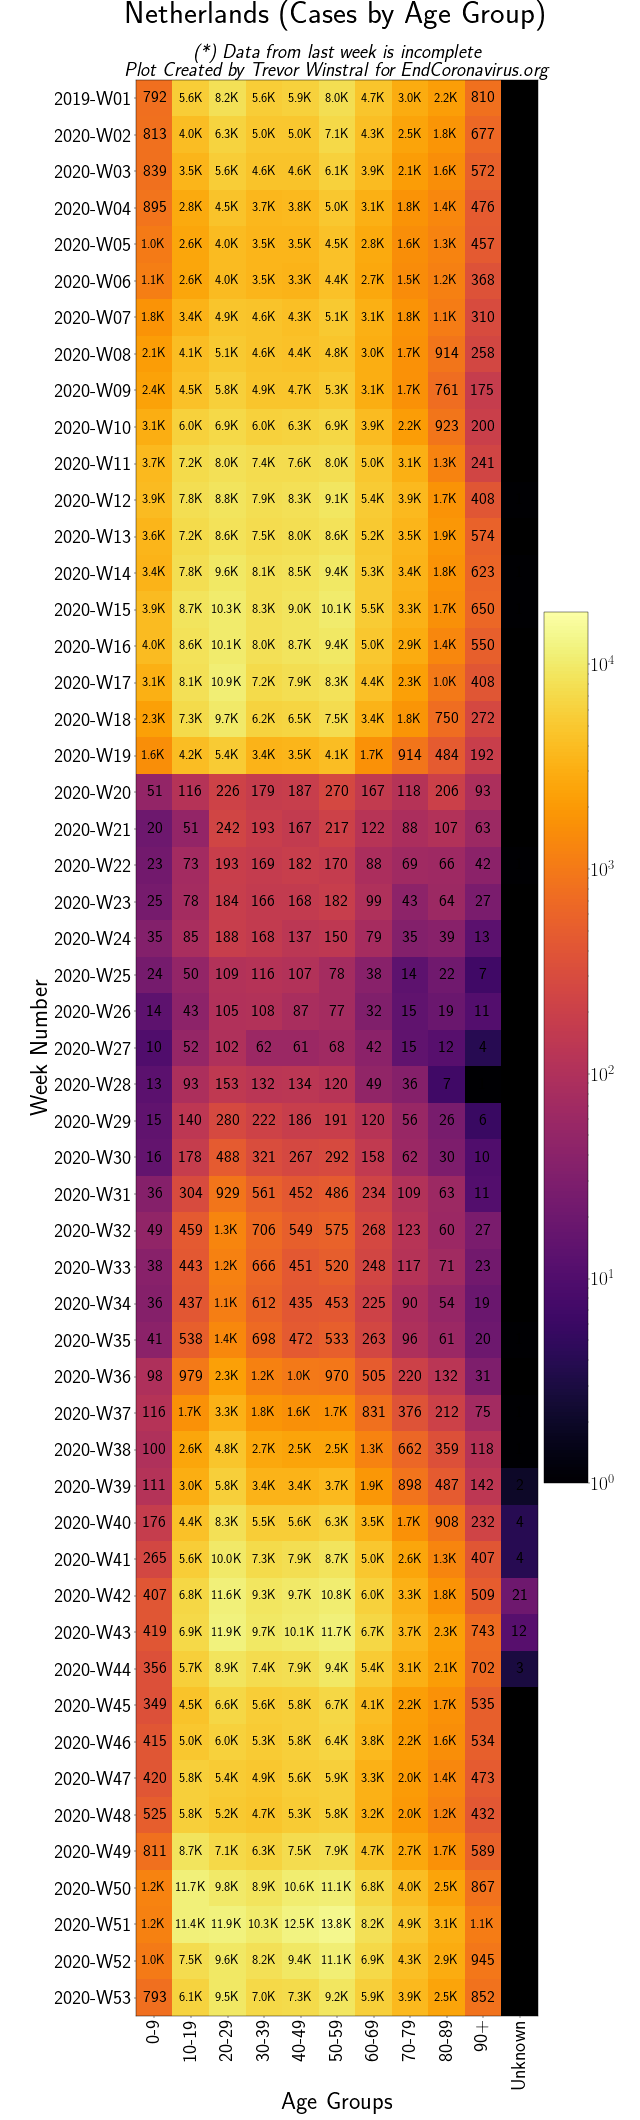 Netherlands (Cases by Age Group)
(*) Data from last week is incomplete
Plot Created by Trevor Winstral for EndCoronavirus.org
2019-W01 792 5.6K 8.2K 5.6K 5.9K 8.0K 4.7K 3.0K 2.2K 810
2020-W02 813 4.0K 6.3K 5.0K 5.0K 7.1K 4.3K 2.5K 1.8K 677
2020-W03 839 3.5K 5.6K 4.6K 4.6K 6.1K 3.9K 2.1K 1.6K 572
2020-W04 895 2.8K 4.5K 3.7K 3.8K 5.0K 3.1K 1.8K 1.4K 476
2020-W05 1.0K 2.6K 4.0K 3.5K 3.5K 4.5K 2.8K 1.6K 1.3K 457
2020-W06 1.1K 2.6K 4.0K 3.5K 3.3K 4.4K 2.7K 1.5K 1.2K 368
2020-W07 1.8K 3.4K 4.9K 4.6K 4.3K 5.1K 3.1K 1.8K 1.1K 310
2020-W08 2.1K 4.1K 5.1K 4.6K 4.4K 4.8K 3.0K 1.7K 914 258
2020-W09 2.4K 4.5K 5.8K 4.9K 4.7K 5.3K 3.1K 1.7K 761 175
2020-W10 3.1K 6.0K 6.9K 6.0K 6.3K 6.9K 3.9K 2.2K 923 200
2020-W11 3.7K 7.2K 8.0K 7.4K 7.6K 8.0K 5.0K 3.1K 1.3K 241
2020-W12 3.9K 7.8K 8.8K 7.9K 8.3K 9.1K 5.4K 3.9K 1.7K 408
2020-W13 3.6K 7.2K 8.6K 7.5K 8.0K 8.6K 5.2K 3.5K 1.9K 574
2020-W14 3.4K 7.8K 9.6K 8.1K 8.5K 9.4K 5.3K 3.4K 1.8K 623
2020-W15 3.9K 8.7K 10.3K 8.3K 9.0K 10.1K 5.5K 3.3K 1.7K 650
2020-W16 4.0K 8.6K 10.1K 8.0K 8.7K 9.4K 5.0K 2.9K 1.4K 550
2020-W17 3.1K 8.1K 10.9K 7.2K 7.9K 8.3K 4.4K 2.3K 1.0K 408
2020-W18 2.3K 7.3K 9.7K 6.2K 6.5K 7.5K 3.4K 1.8K 750 272
2020-W19 1.6K 4.2K 5.4K 3.4K 3.5K 4.1K 1.7K 914 484 192
2020-W20 51 116 226 179 187 270 167 118 206 93
2020-W21 20 51 242 193 167 217 122 88 107 63
2020-W22 23 73 193 169 182 170 88 69 66 42
2020-W23 25 78 184 166 168 182 99 43 64 27
2020-W24 35 85 188 168 137 150 79 35 39 13
2020-W25 24 50 109 116 107 78 38 14 22 7
2020-W26 14 43 105 108 87 77 32 15 19 11
2020-W27 10 52 102 62 61 68 42 15 12 4
2020-W28 13 93 153 132 134 120 49 36 7
2020-W29 15 140 280 222 186 191 120 56 26 6
2020-W30 16 178 488 321 267 292 158 62 30 10
2020-W31 36 304 929 561 452 486 234 109 63 11
2020-W32 49 459 1.3K 706 549 575 268 123 60 27
2020-W33 38 443 1.2K 666 451 520 248 117 71 23
2020-W34 36 437 1.1K 612 435 453 225 90 54 19
2020-W35 41 538 1.4K 698 472 533 263 96 61 20
2020-W36 98 979 2.3K 1.2K 1.0K 970 505 220 132 31
2020-W37 116 1.7K 3.3K 1.8K 1.6K 1.7K 831 376 212 75
2020-W38 100 2.6K 4.8K 2.7K 2.5K 2.5K 1.3K 662 359 118
2020-W39 111 3.0K 5.8K 3.4K 3.4K 3.7K 1.9K 898 487 142 2
2020-W40 176 4.4K 8.3K 5.5K 5.6K 6.3K 3.5K 1.7K 908 232 4
2020-W41 265 5.6K 10.0K 7.3K 7.9K 8.7K 5.0K 2.6K 1.3K 407 4
2020-W42 407 6.8K 11.6K 9.3K 9.7K 10.8K 6.0K 3.3K 1.8K 509 21
2020-W43 419 6.9K 11.9K 9.7K 10.1K 11.7K 6.7K 3.7K 2.3K 743 12
2020-W44 356 5.7K 8.9K 7.4K 7.9K 9.4K 5.4K 3.1K 2.1K 702 3
2020-W45 349 4.5K 6.6K 5.6K 5.8K 6.7K 4.1K 2.2K 1.7K 535
2020-W46 415 5.0K 6.0K 5.3K 5.8K 6.4K 3.8K 2.2K 1.6K 534
2020-W47 420 5.8K 5.4K 4.9K 5.6K 5.9K 3.3K 2.0K 1.4K 473
2020-W48 525 5.8K 5.2K 4.7K 5.3K 5.8K 3.2K 2.0K 1.2K 432
2020-W49 811 8.7K 7.1K 6.3K 7.5K 7.9K 4.7K 2.7K 1.7K 589
2020-W50 1.2K 11.7K 9.8K 8.9K 10.6K 11.1K 6.8K 4.0K 2.5K 867
2020-W51 1.2K 11.4K 11.9K 10.3K 12.5K 13.8K 8.2K 4.9K 3.1K 1.1K
2020-W52 1.0K 7.5K 9.6K 8.2K 9.4K 11.1K 6.9K 4.3K 2.9K 945
2020-W53 793 6.1K 9.5K 7.0K 7.3K 9.2K 5.9K 3.9K 2.5K 852
0-9 10-19 20-29 30-39 40-49 50-59 60-69 70-79 80-89 90+ Unknown
Age Groups
Week Number
10⁴
10³
10²
10¹
10⁰